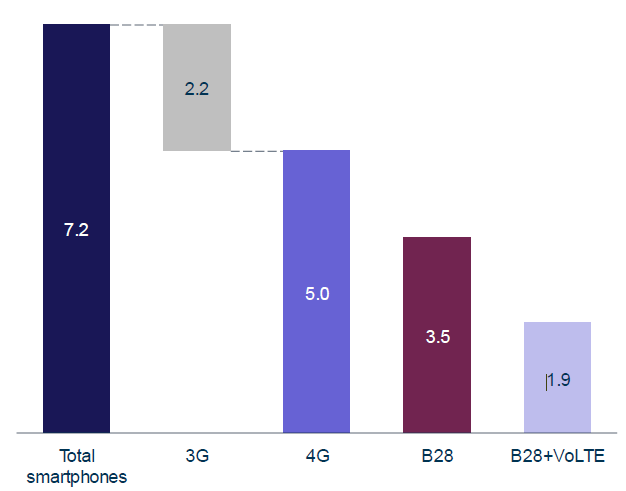 2.2
7.2
5.0
3.5
1.9
Total
smartphones
3G
4G
B28
B28+VoLTE